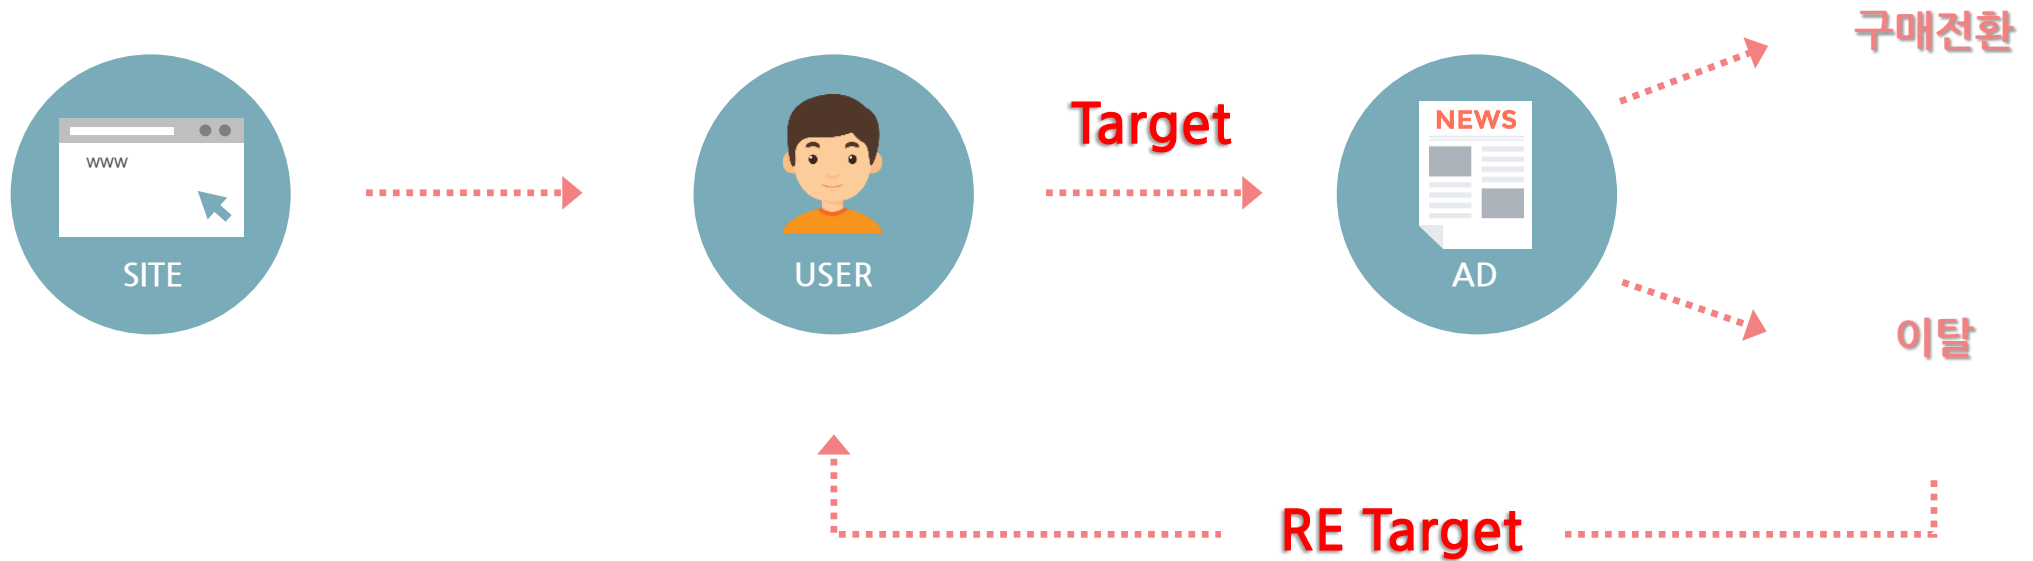 구매전환
Target
NEWS
www
SITE
USER
AD
이탈
RE Target